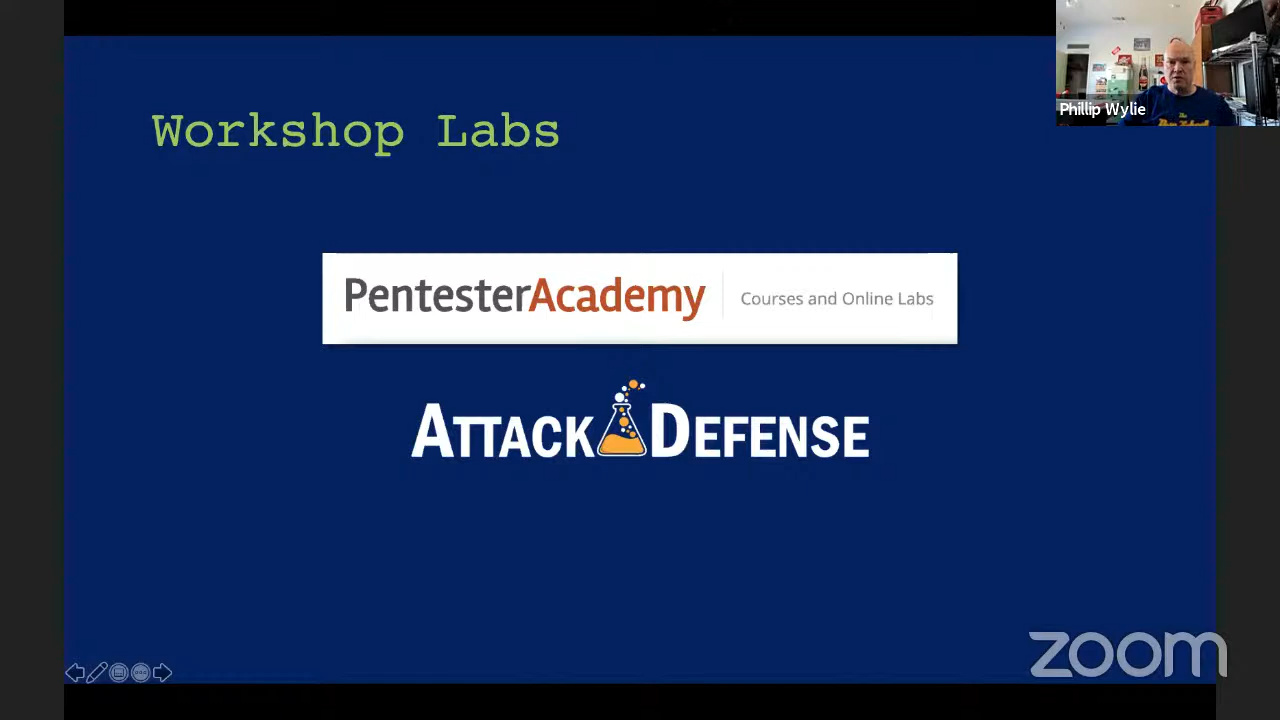 Workshop Labs
Phillip Wylie
PentesterAcademy
Courses and Online Labs
ATTACK DEFENSE
zoom